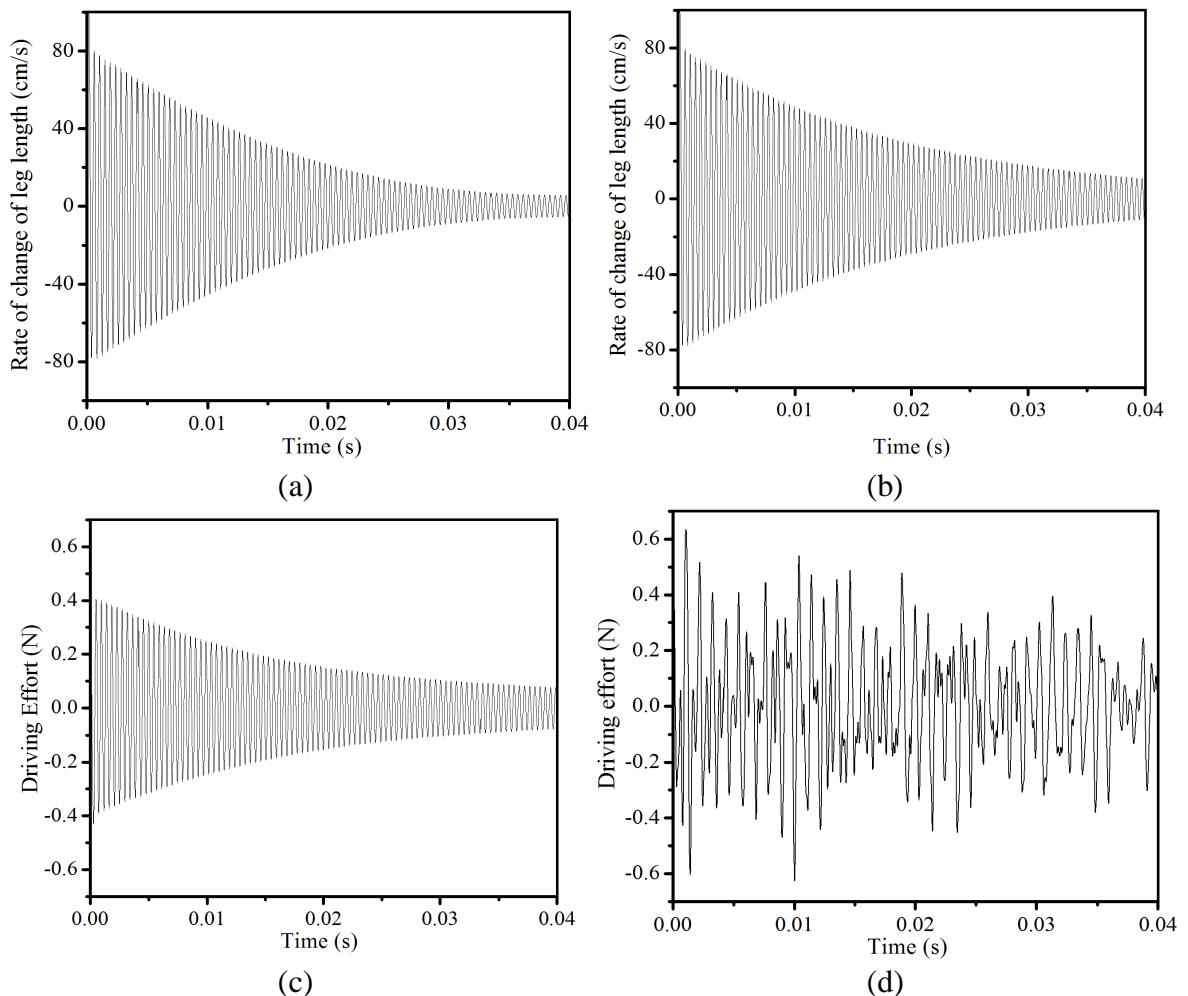 80
40
0
-40
-80
Rate of change of leg length (cm/s)
0.00 0.01 0.02 0.03 0.04
Time (s)
(a)
80
40
0
-40
-80
Rate of change of leg length (cm/s)
0.00 0.01 0.02 0.03 0.04
Time (s)
(b)
0.6
0.4
0.2
0.0
-0.2
-0.4
-0.6
Driving Effort (N)
0.00 0.01 0.02 0.03 0.04
Time (s)
(c)
0.6
0.4
0.2
0.0
-0.2
-0.4
-0.6
Driving effort (N)
0.00 0.01 0.02 0.03 0.04
Time (s)
(d)